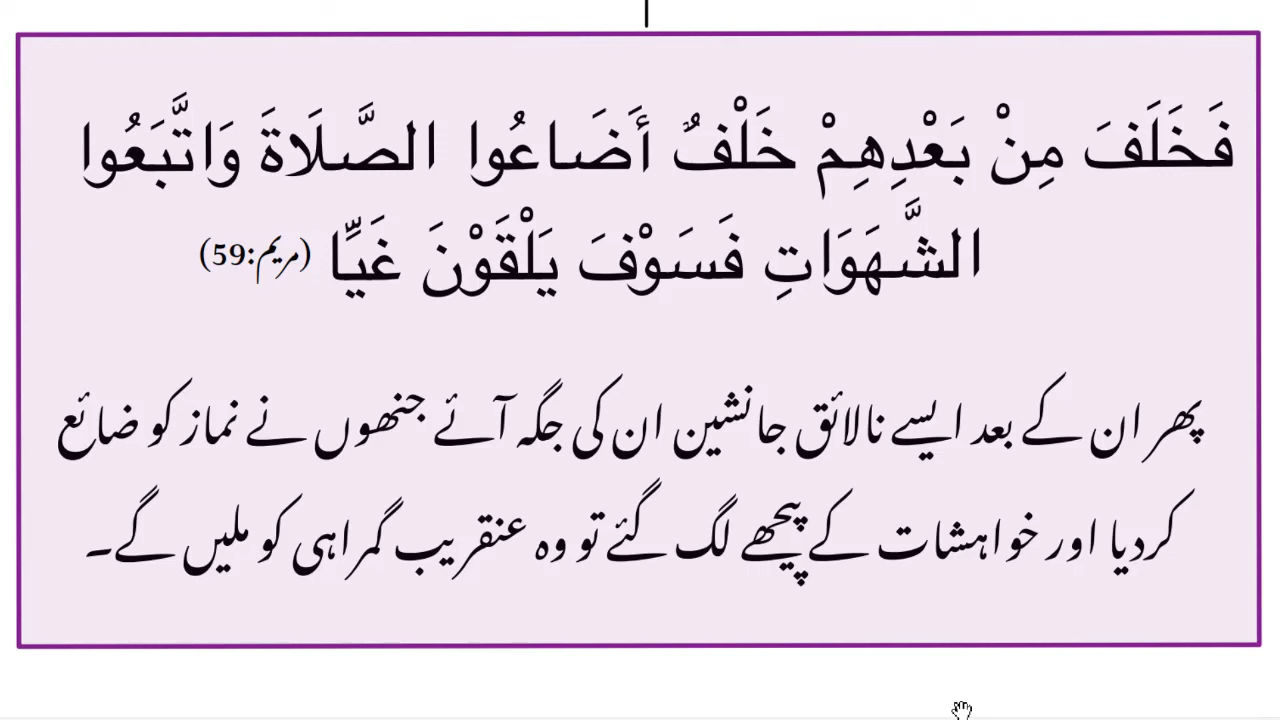 فَخَلَفَ مِنْ بَعْدِهِمْ خَلْفٌ أَضَاعُوا الصَّلَاةَ وَاتَّبَعُوا
الشَّهَوَاتِ فَسَوْفَ يَلْقَوْنَ غَيًّا (مریم:59)
پھر ان کے بعد ایسے نالائق جانشین ان کی جگہ آئے جنھوں نے نماز کو ضائع
کردیا اور خواہشات کے پیچھے لگ گئے تو وہ عنقریب گمراہی کو ملیں گے۔